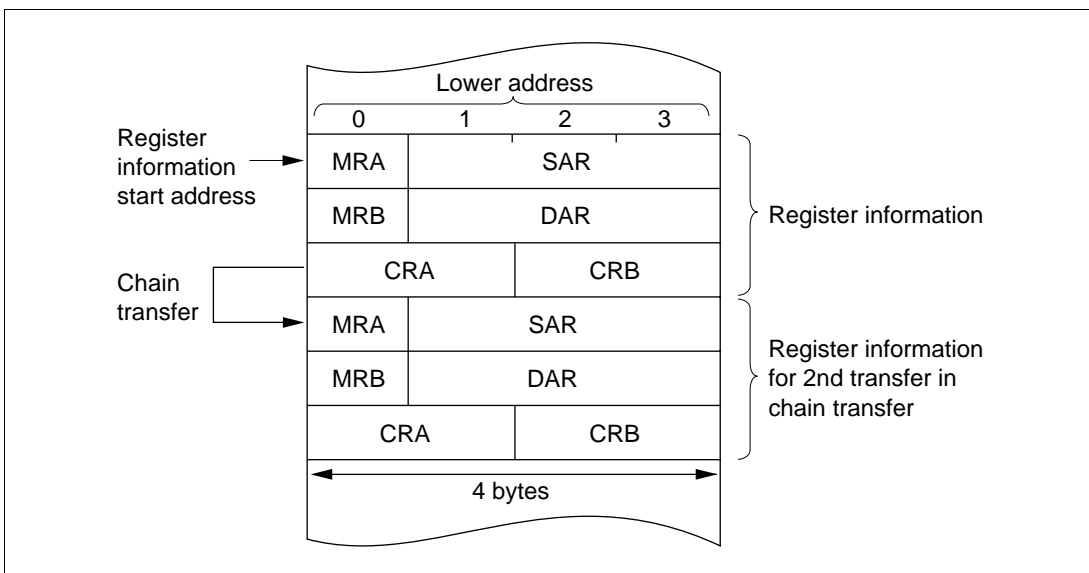 Lower address
0 1 2 3
Register
information
start address
MRA SAR
MRB DAR
Register information
CRA CRB
Chain
transfer
MRA SAR
MRB DAR
Register information
for 2nd transfer in
chain transfer
CRA CRB
4 bytes